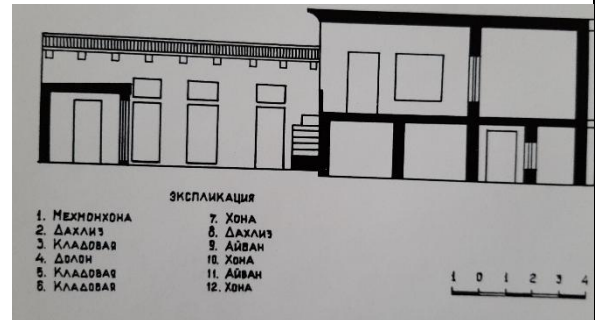 ЭКСПЛИКАЦИЯ
1. МЕХМОНХОНА
2. ДАХЛИЗ
3. КЛАДОВАЯ
4. ДОЛОН
5. КЛАДОВАЯ
6. КЛАДОВАЯ
7. ХОНА
8. ДАХЛИЗ
9. АЙВАН
10. ХОНА
11. АЙВАН
12. ХОНА
1 0 1 2 3 4